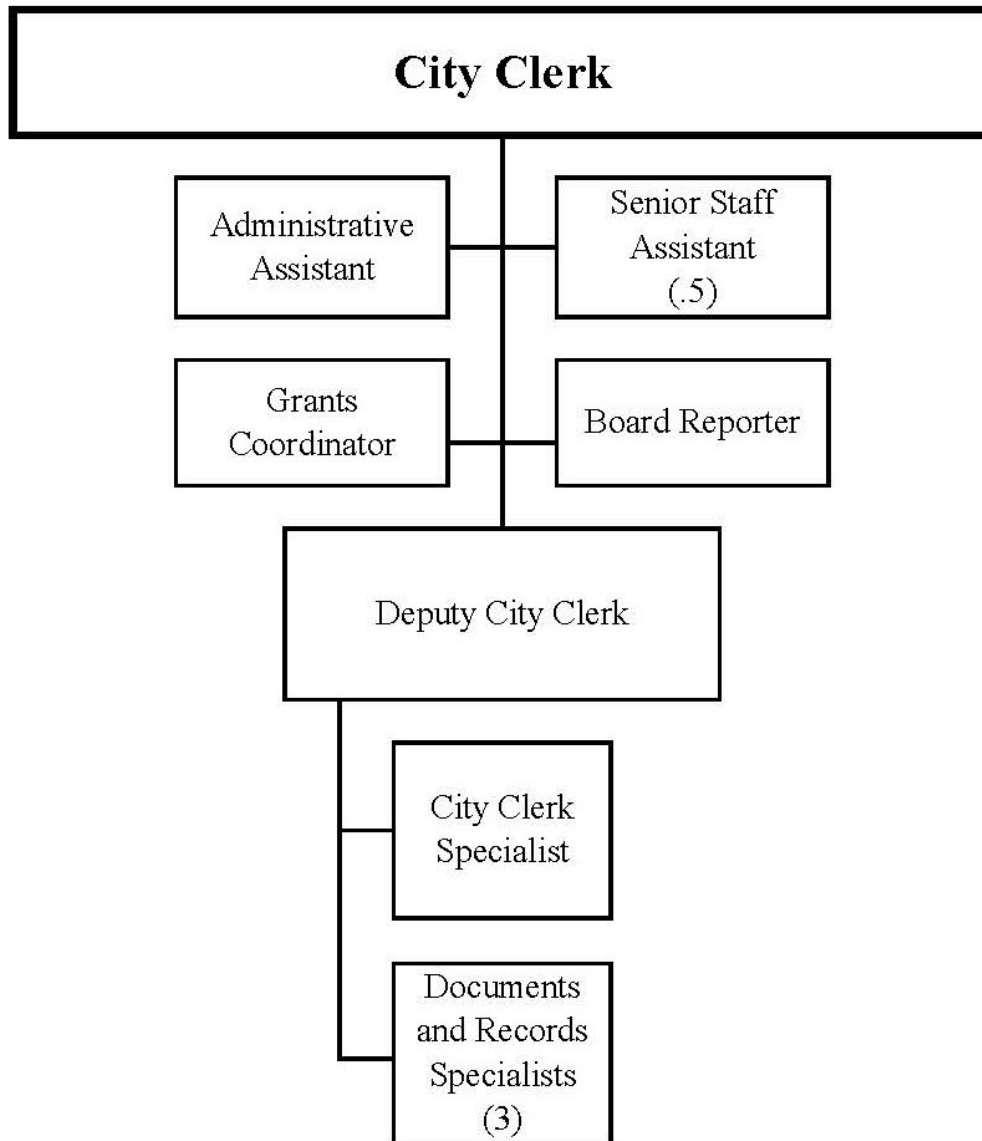 City Clerk
Administrative
Assistant
Senior Staff
Assistant
(.5)
Grants
Coordinator
Board Reporter
Deputy City Clerk
City Clerk
Specialist
Documents
and Records
Specialists
(3)